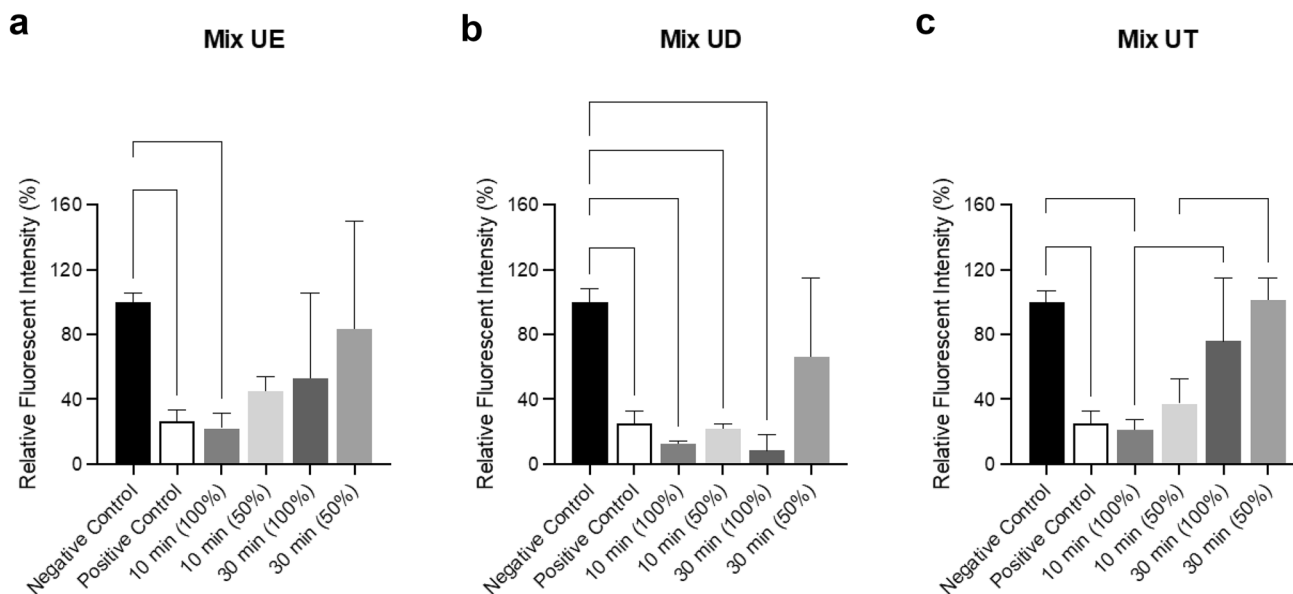 a
Mix UE
Relative Fluorescent Intensity (%)
160
120
80
40
0
Negative Control
Positive Control
10 min (100%)
10 min (50%)
30 min (100%)
30 min (50%)
b
Mix UD
Relative Fluorescent Intensity (%)
160
120
80
40
0
Negative Control
Positive Control
10 min (100%)
10 min (50%)
30 min (100%)
30 min (50%)
c
Mix UT
Relative Fluorescent Intensity (%)
160
120
80
40
0
Negative Control
Positive Control
10 min (100%)
10 min (50%)
30 min (100%)
30 min (50%)